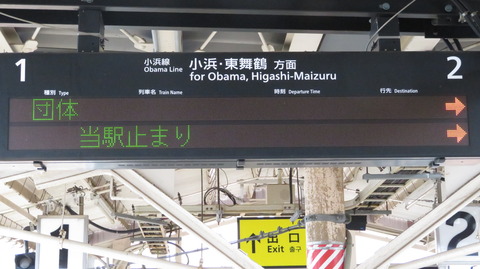 1
小浜線
Obama Line
小浜・東舞鶴 方面
for Obama, Higashi-Maizuru
2
種別 Type
列車名 Train Name
時刻 Departure Time
行先 Destination
団体
→
当駅止まり
→
1
↑ 出口
Exit
2